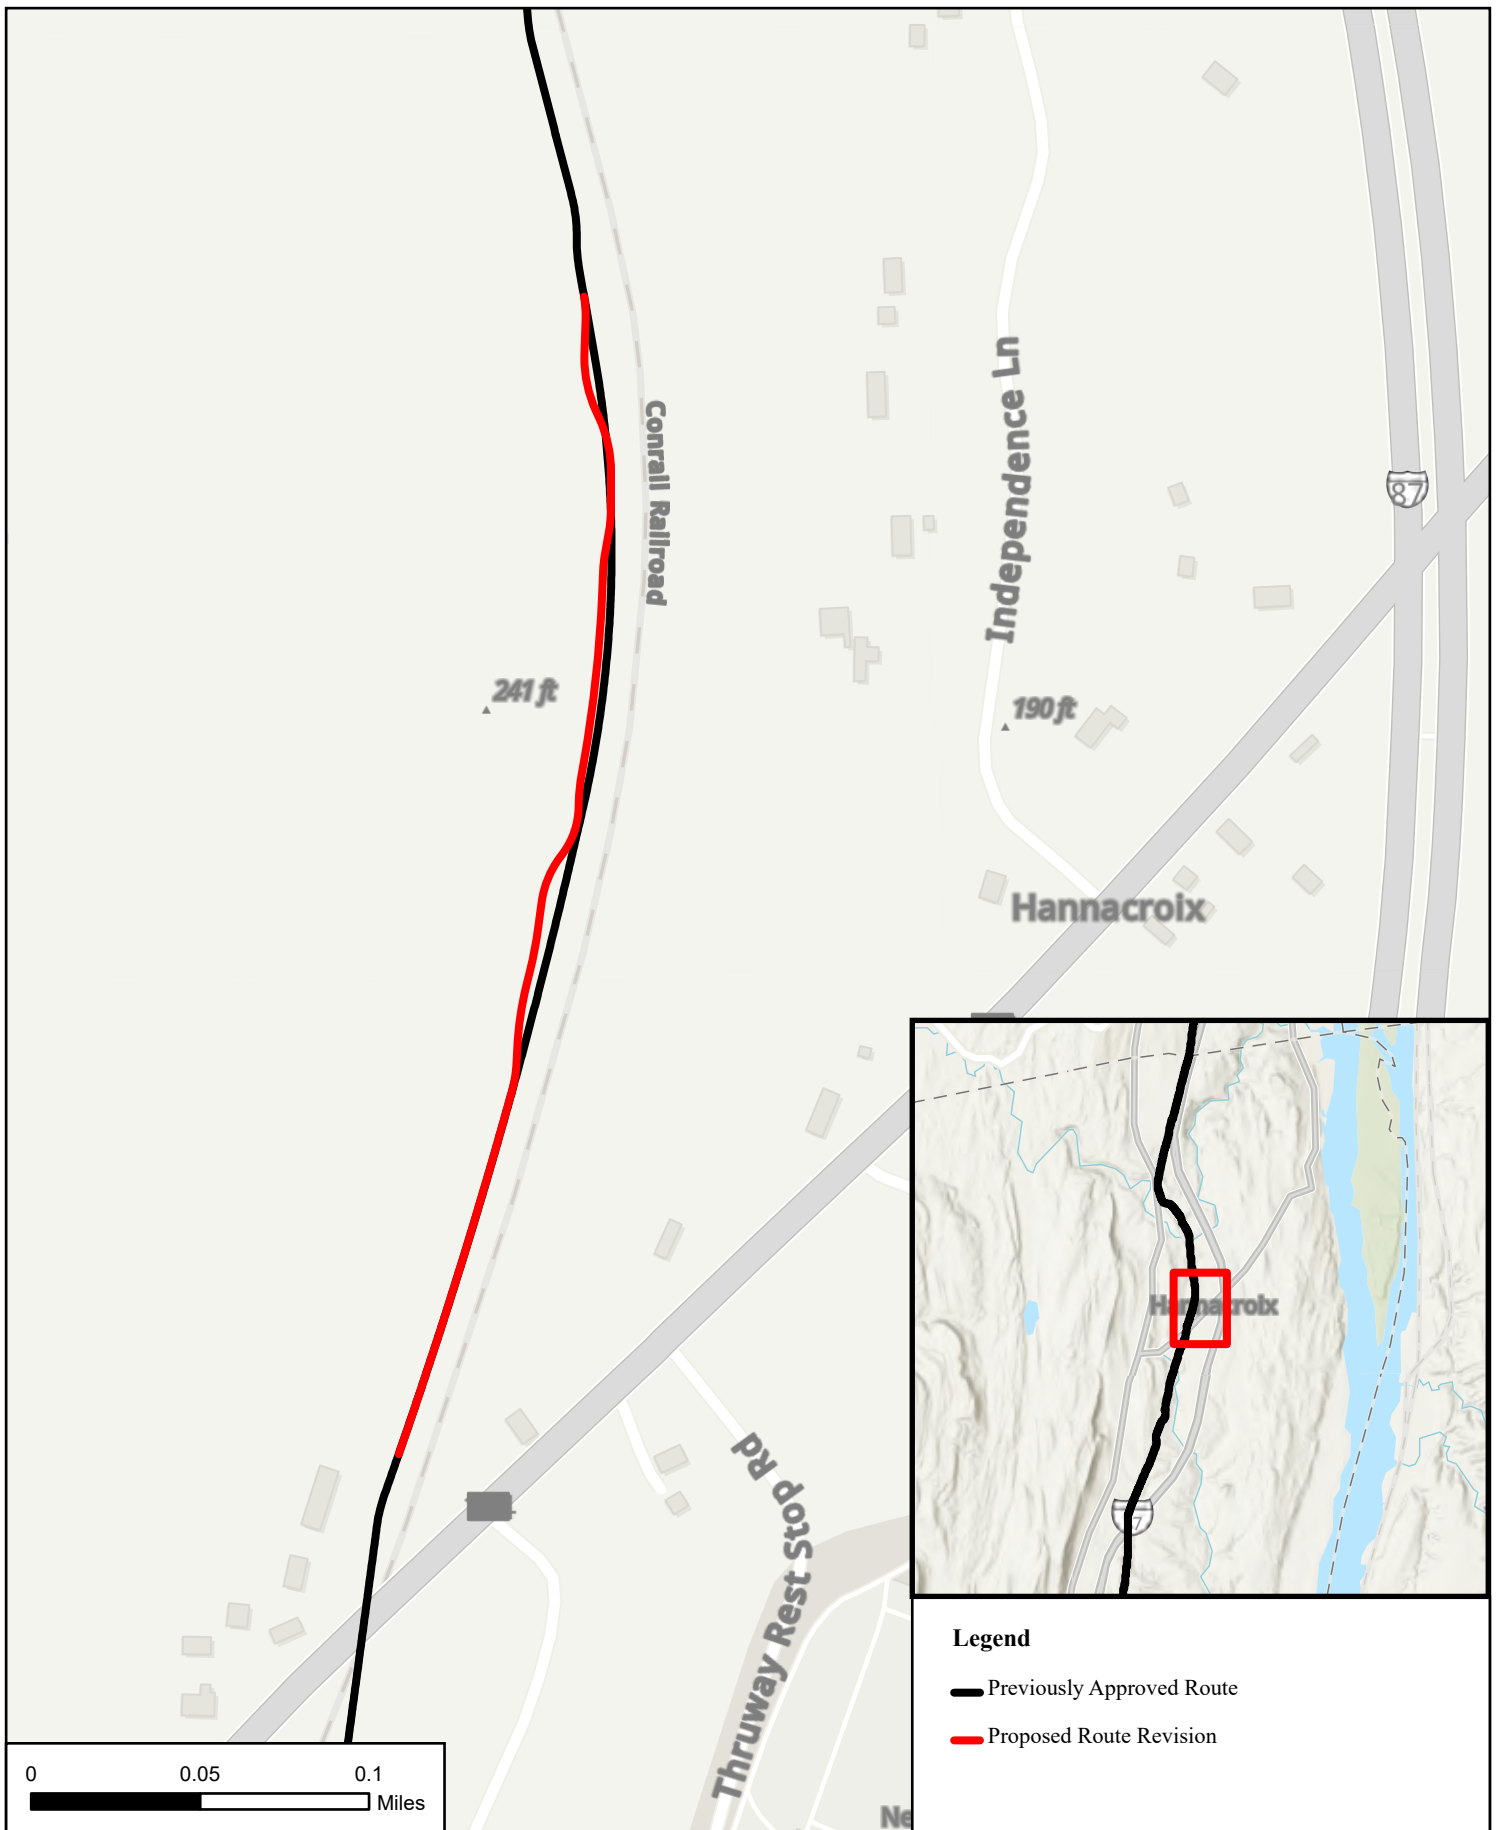 Conrail Railroad
Independence Ln
87
241 ft
190 ft
Hannacroix
Thruway Rest Stop Rd
Hannacroix
Legend
Previously Approved Route
Proposed Route Revision
0 0.05 0.1
Miles